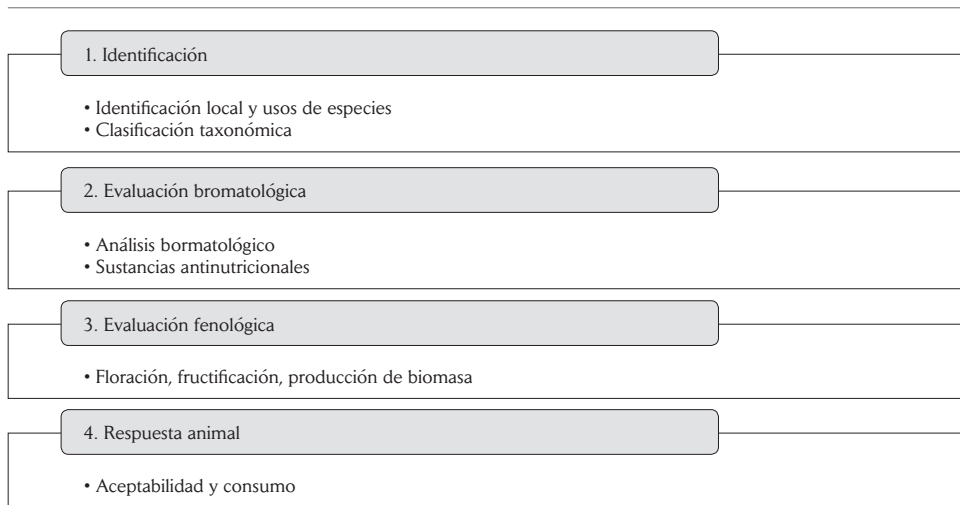 1. Identificación
• Identificación local y usos de especies
• Clasificación taxonómica
2. Evaluación bromatológica
• Análisis bormatológico
• Sustancias antinutricionales
3. Evaluación fenológica
• Floración, fructificación, producción de biomasa
4. Respuesta animal
• Aceptabilidad y consumo